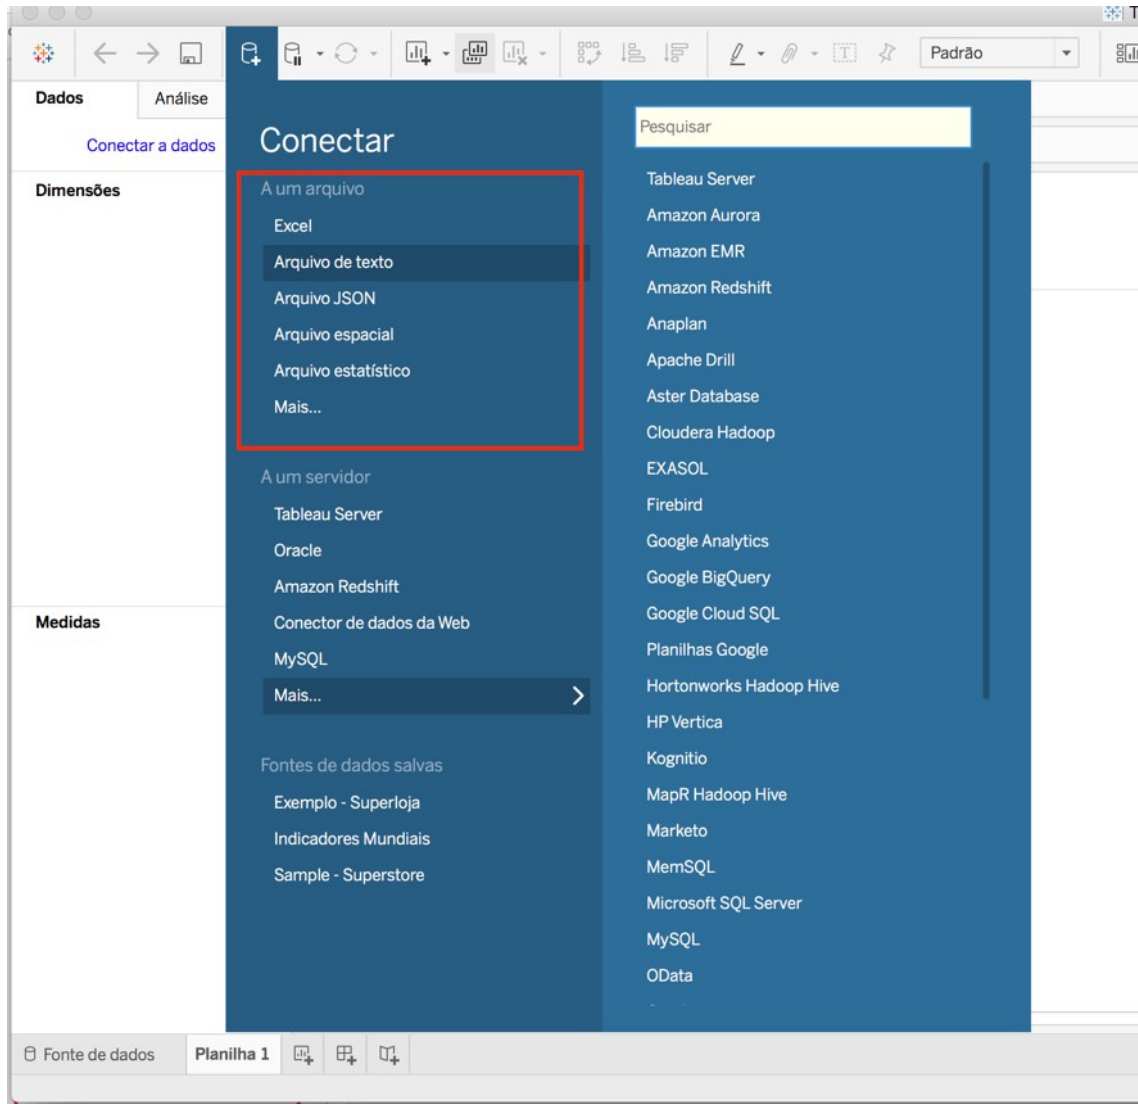 T
Padrão
Dados
Análise
Conectar a dados
Dimensões
Medidas
Conectar
A um arquivo
Excel
Arquivo de texto
Arquivo JSON
Arquivo espacial
Arquivo estatístico
Mais...
A um servidor
Tableau Server
Oracle
Amazon Redshift
Conector de dados da Web
MySQL
Mais...
Fontes de dados salvas
Exemplo - Superloja
Indicadores Mundiais
Sample - Superstore
Pesquisar
Tableau Server
Amazon Aurora
Amazon EMR
Amazon Redshift
Anaplan
Apache Drill
Aster Database
Cloudera Hadoop
EXASOL
Firebird
Google Analytics
Google BigQuery
Google Cloud SQL
Planilhas Google
Hortonworks Hadoop Hive
HP Vertica
Kognitio
MapR Hadoop Hive
Marketo
MemSQL
Microsoft SQL Server
MySQL
OData
Fonte de dados
Planilha 1